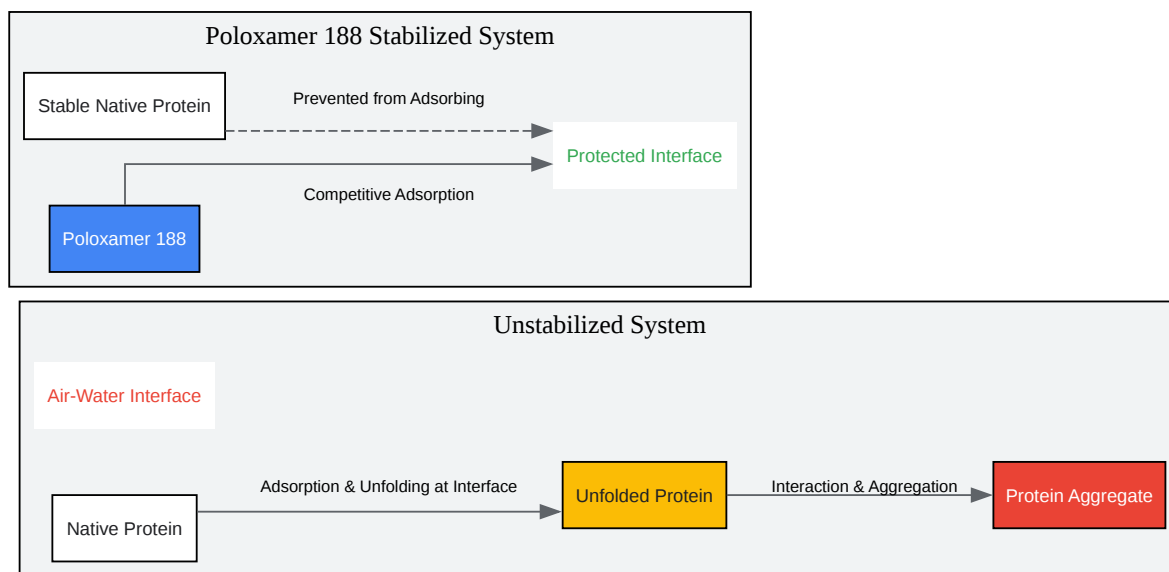 Poloxamer 188 Stabilized System
Stable Native Protein
Prevented from Adsorbing
Protected Interface
Competitive Adsorption
Poloxamer 188
Unstabilized System
Air-Water Interface
Adsorption & Unfolding at Interface
Unfolded Protein
Interaction & Aggregation
Protein Aggregate
Native Protein